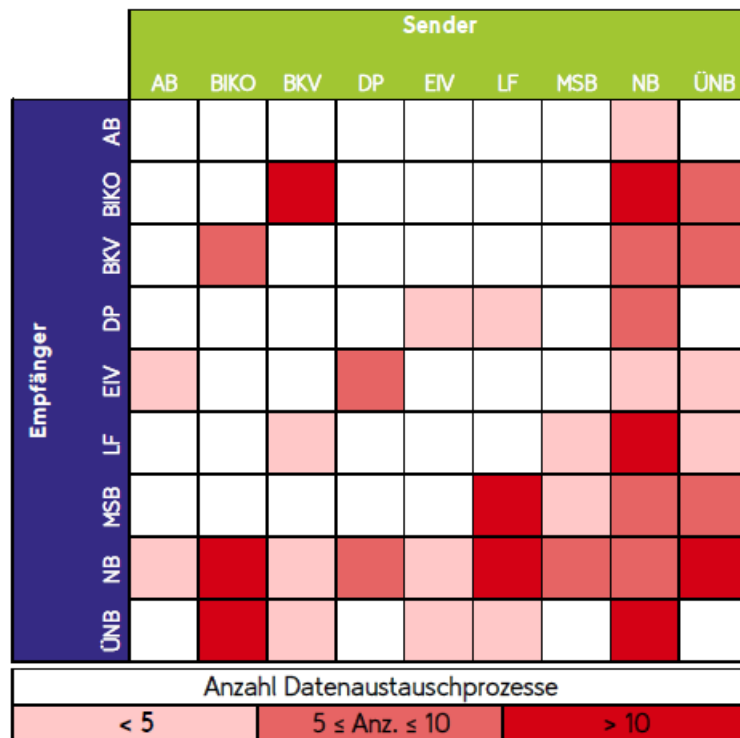 Sender
AB BIKO BKV DP EIV LF MSB NB ÜNB
Empfänger
AB
BIKO
BKV
DP
EIV
LF
MSB
NB
ÜNB
Anzahl Datenaustauschprozesse
< 5 5 ≤ Anz. ≤ 10 > 10